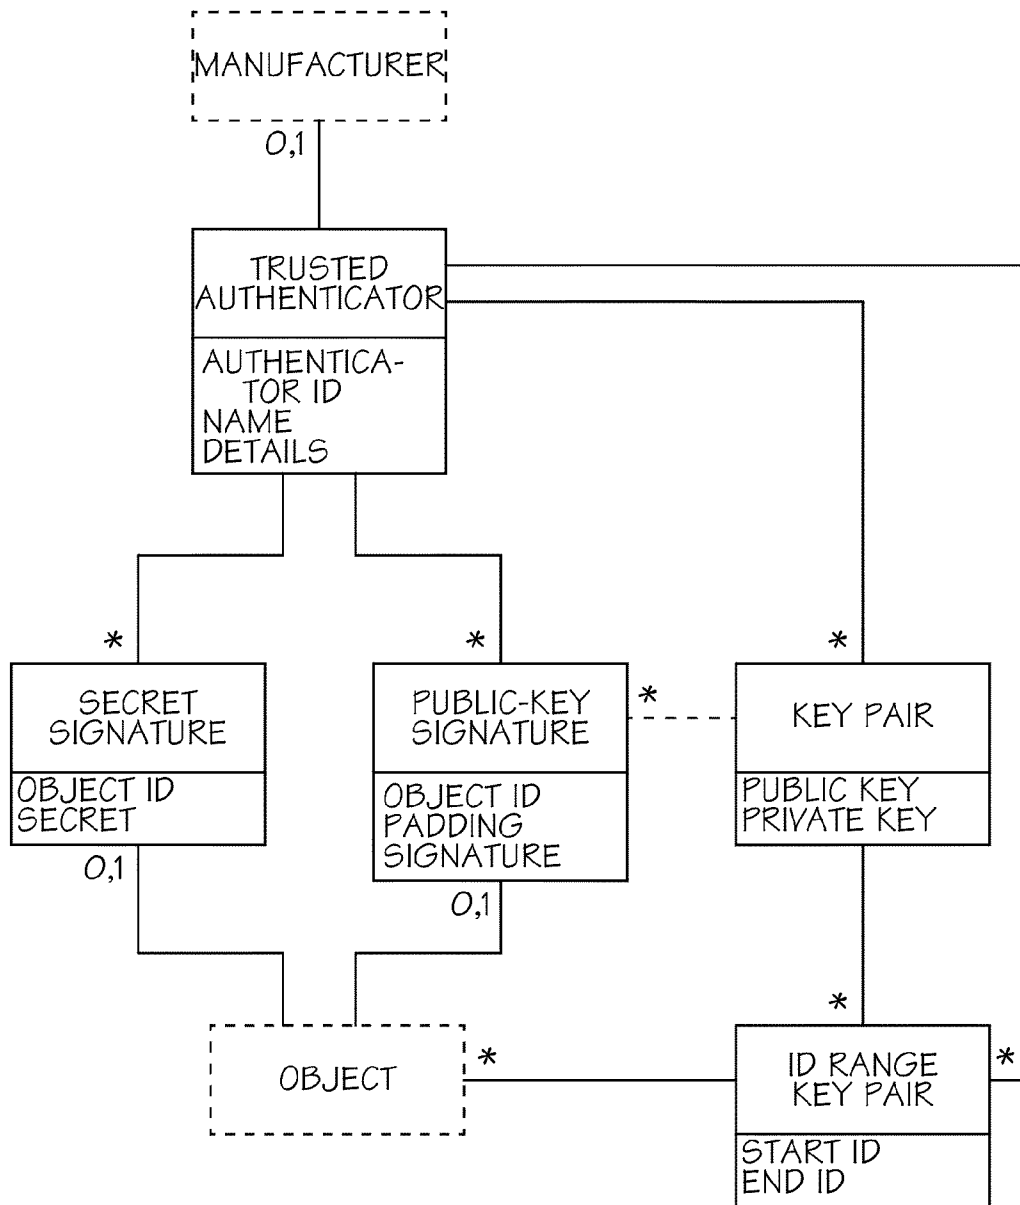 MANUFACTURER
0,1
TRUSTED
AUTHENTICATOR
AUTHENTICA-
TOR ID
NAME
DETAILS
*
*
*
SECRET
SIGNATURE
OBJECT ID
SECRET
0,1
PUBLIC-KEY
SIGNATURE
*
OBJECT ID
PADDING
SIGNATURE
0,1
KEY PAIR
PUBLIC KEY
PRIVATE KEY
*
OBJECT
*
ID RANGE
KEY PAIR
*
START ID
END ID